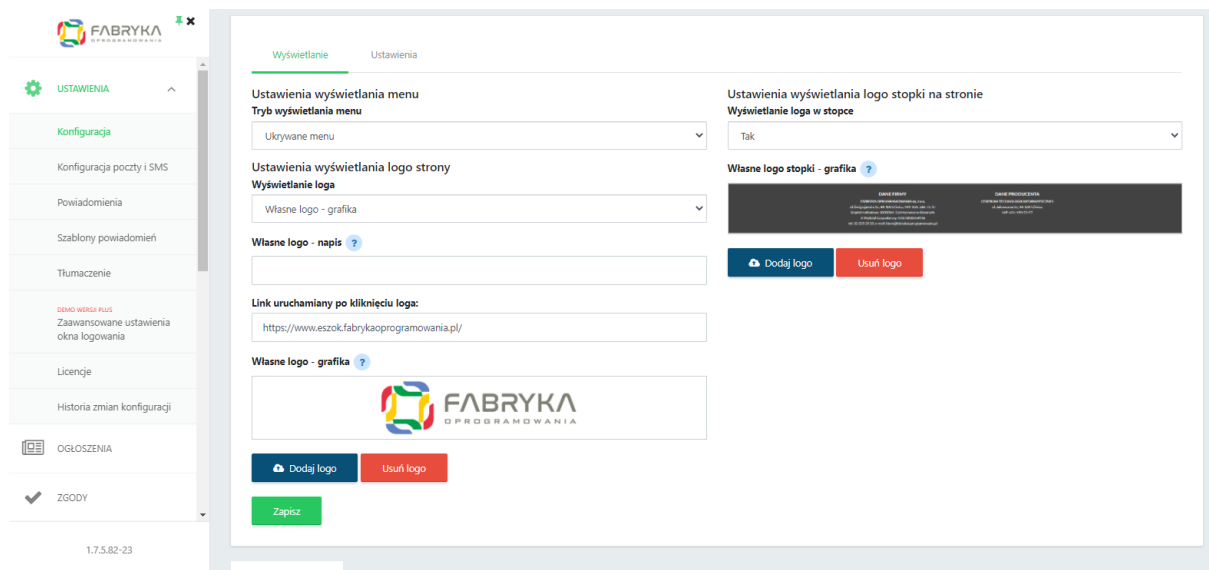 FABRYKA
OPROGRAMOWANIA
USTAWIENIA
Konfiguracja
Konfiguracja poczty i SMS
Powiadomienia
Szablony powiadomień
Tłumaczenie
DEMO WERSJI PLUS
Zaawansowane ustawienia
okna logowania
Licencje
Historia zmian konfiguracji
OGŁOSZENIA
ZGODY
1.7.5.82-23
Wyświetlanie
Ustawienia
Ustawienia wyświetlania menu
Tryb wyświetlania menu
Ukrywane menu
Ustawienia wyświetlania logo strony
Wyświetlanie loga
Własne logo - grafika
Własne logo - napis ?
Link uruchamiany po kliknięciu loga:
https://www.eszok.fabrykaoprogramowania.pl/
Własne logo - grafika ?
FABRYKA
OPROGRAMOWANIA
Dodaj logo
Usuń logo
Zapisz
Ustawienia wyświetlania logo stopki na stronie
Wyświetlanie loga w stopce
Tak
Własne logo stopki - grafika ?
DANE FIRMY
DANE PRODUCENTA
Dodaj logo
Usuń logo